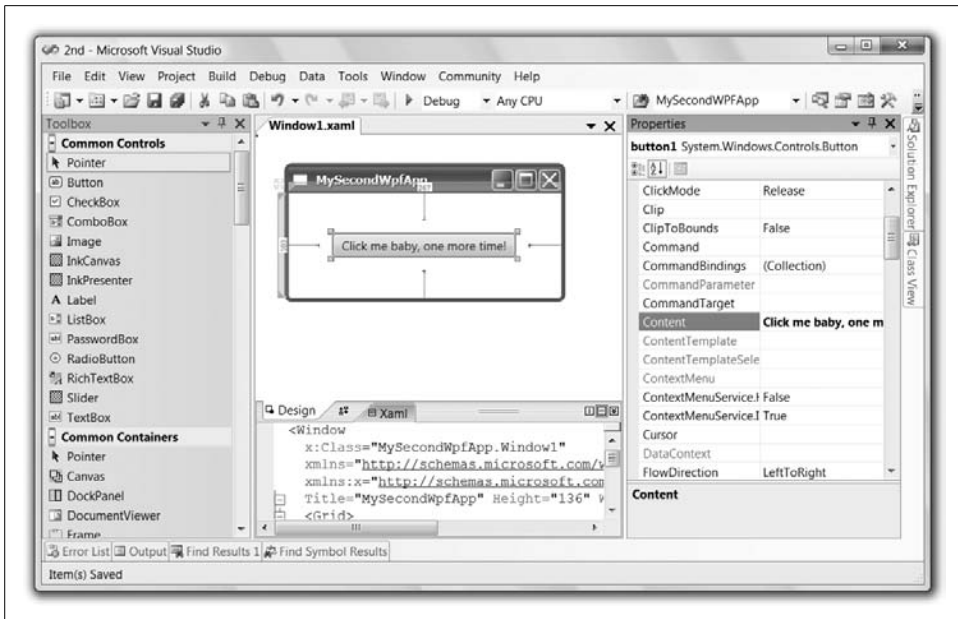 2nd - Microsoft Visual Studio
File Edit View Project Build Debug Data Tools Window Community Help
Debug Any CPU MySecondWPFApp
Toolbox
Common Controls
Pointer
Button
CheckBox
ComboBox
Image
InkCanvas
InkPresenter
A Label
ListBox
PasswordBox
RadioButton
RichTextBox
Slider
TextBox
Common Containers
Pointer
Canvas
DockPanel
DocumentViewer
Frame
Window1.xaml
MySecondWpfApp
267
Click me baby, one more time!
Design Xaml
<Window
x:Class="MySecondWpfApp.Window1"
xmlns="http://schemas.microsoft.com/w
xmlns:x="http://schemas.microsoft.com
Title="MySecondWpfApp" Height="136" W
<Grid>
Properties
button1 System.Windows.Controls.Button
ClickMode Release
Clip
ClipToBounds False
Command
CommandBindings (Collection)
CommandParameter
CommandTarget
Content Click me baby, one m
ContentTemplate
ContentTemplateSele
ContextMenu
ContextMenuService.H False
ContextMenuService.I True
Cursor
DataContext
FlowDirection LeftToRight
Content
Solution Explorer
Class View
Error List Output Find Results 1 Find Symbol Results
Item(s) Saved